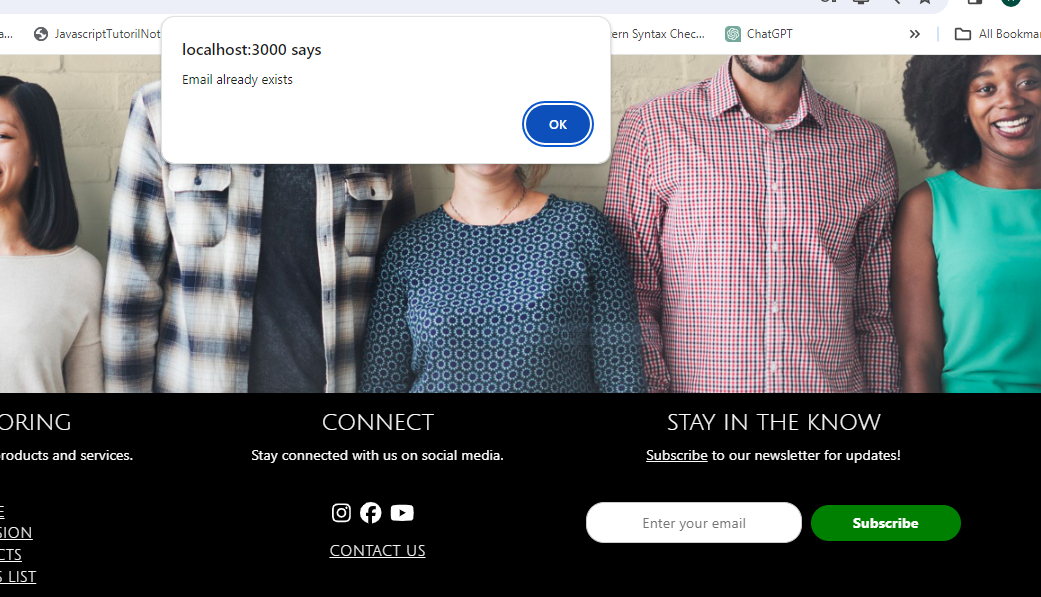 a...
JavascriptTutorilNot
ern Syntax Chec...
ChatGPT
All Bookmar
localhost:3000 says
Email already exists
OK
ORING
roducts and services.
E
SION
CTS
S LIST
CONNECT
Stay connected with us on social media.
CONTACT US
STAY IN THE KNOW
Subscribe to our newsletter for updates!
Enter your email
Subscribe